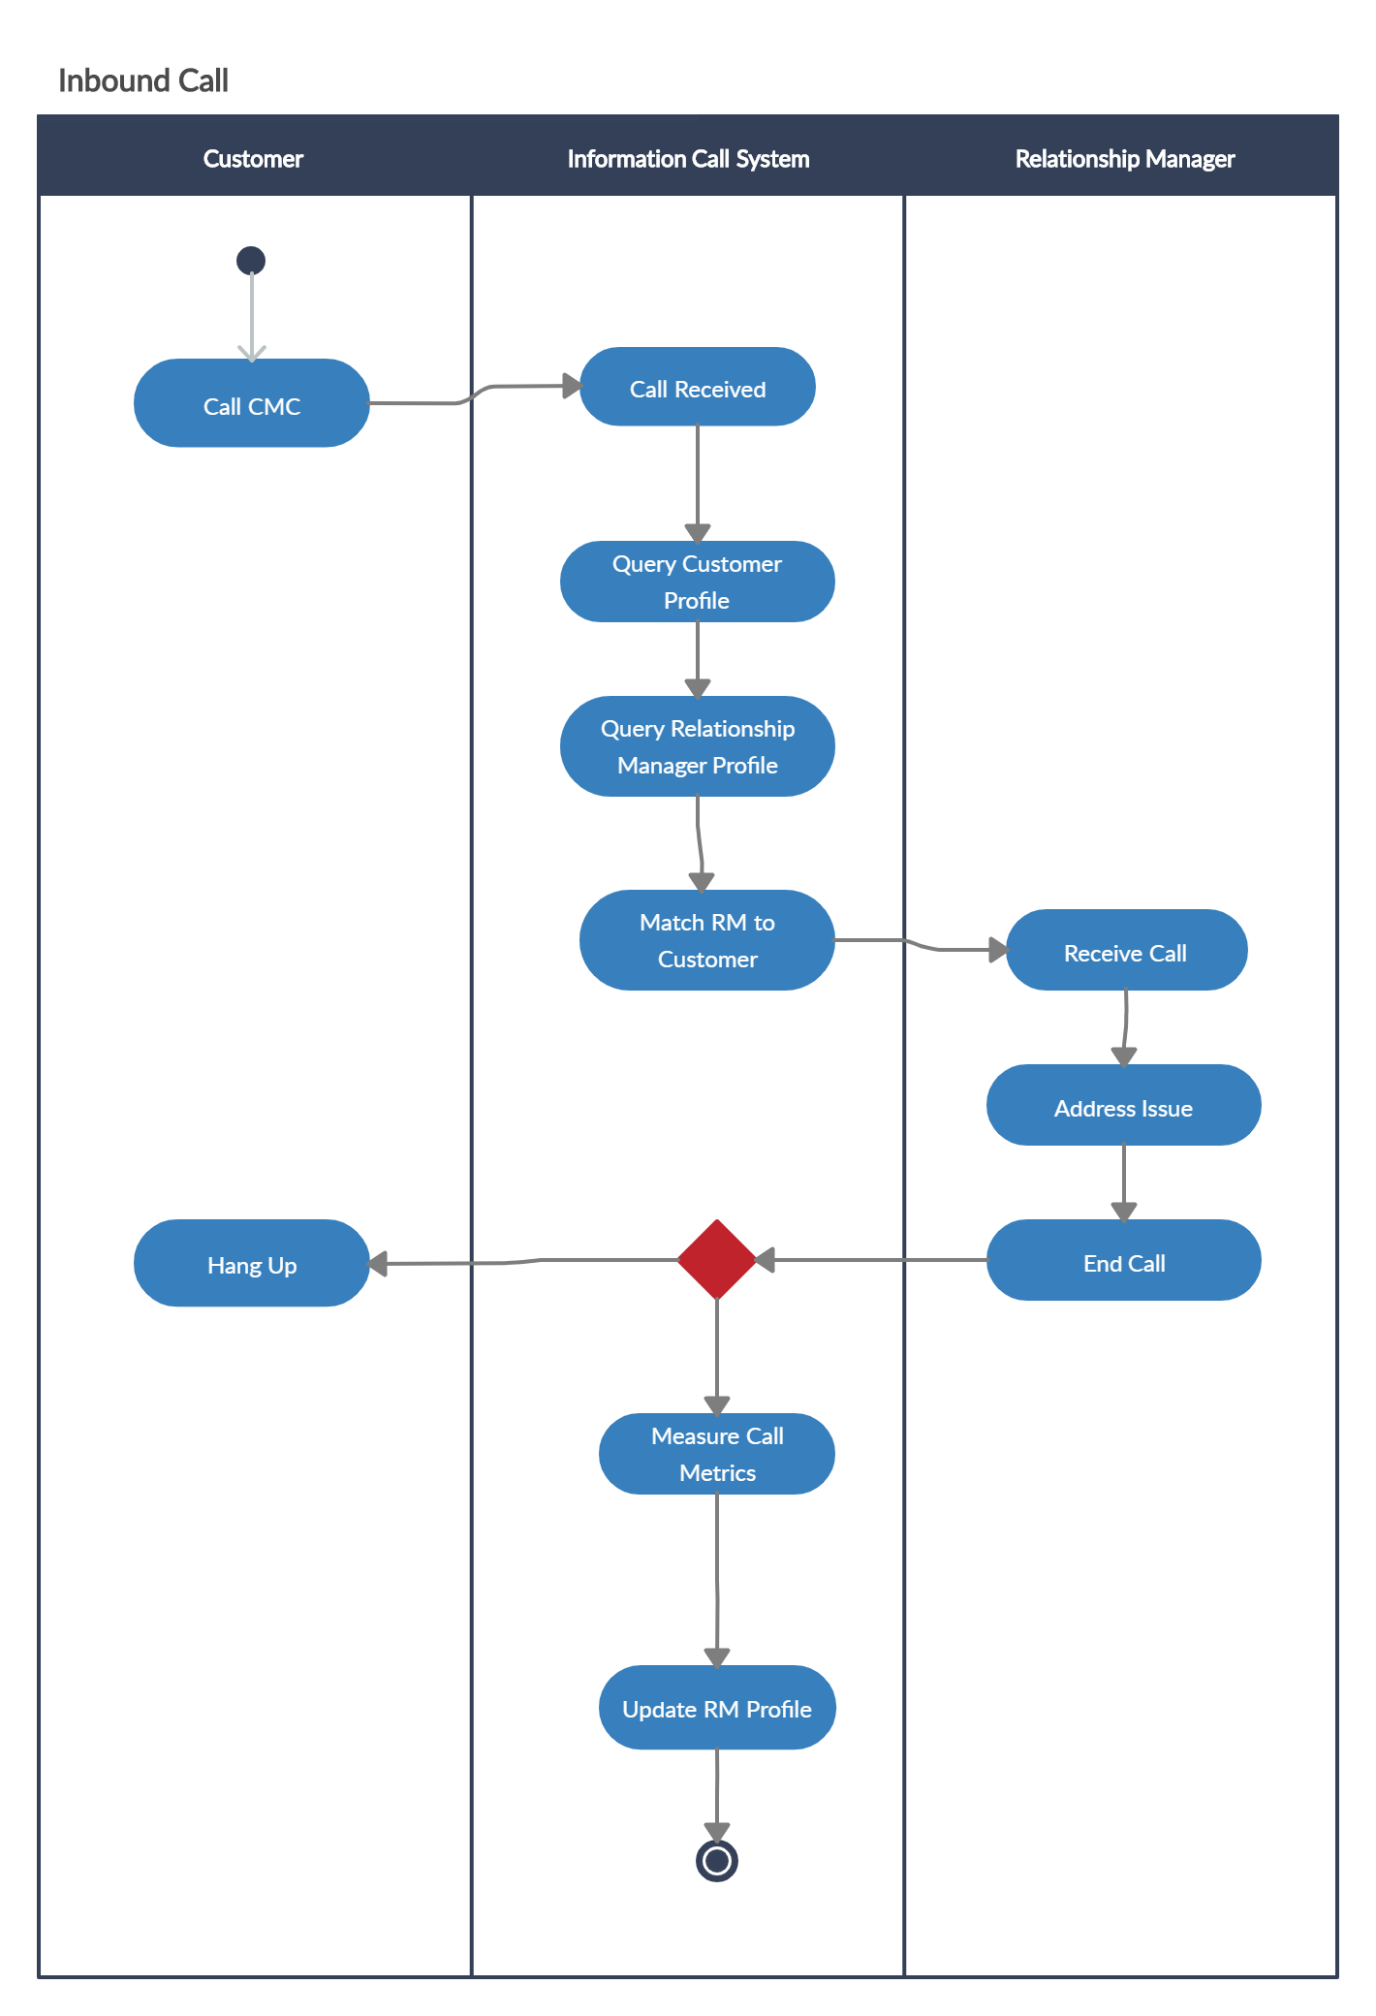 Inbound Call
Customer
Information Call System
Relationship Manager
Call CMC
Call Received
Query Customer
Profile
Query Relationship
Manager Profile
Match RM to
Customer
Receive Call
Address Issue
End Call
Hang Up
Measure Call
Metrics
Update RM Profile